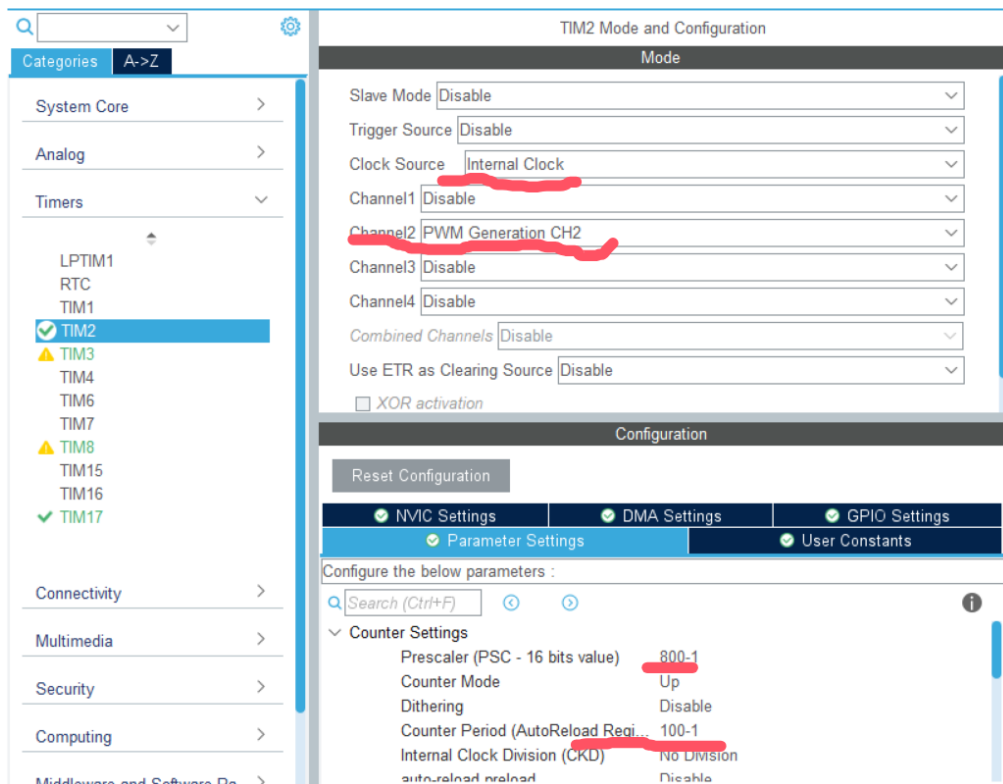 TIM2 Mode and Configuration
Categories A->Z
Mode
System Core
Analog
Timers
LPTIM1
RTC
TIM1
TIM2
TIM3
TIM4
TIM6
TIM7
TIM8
TIM15
TIM16
TIM17
Connectivity
Multimedia
Security
Computing
Slave Mode Disable
Trigger Source Disable
Clock Source Internal Clock
Channel1 Disable
Channel2 PWM Generation CH2
Channel3 Disable
Channel4 Disable
Combined Channels Disable
Use ETR as Clearing Source Disable
XOR activation
Configuration
Reset Configuration
NVIC Settings DMA Settings GPIO Settings
Parameter Settings User Constants
Configure the below parameters :
Search (Ctrl+F)
Counter Settings
Prescaler (PSC - 16 bits value) 800-1
Counter Mode Up
Dithering Disable
Counter Period (AutoReload Regi... 100-1
Internal Clock Division (CKD) No Division
auto-reload preload Disable